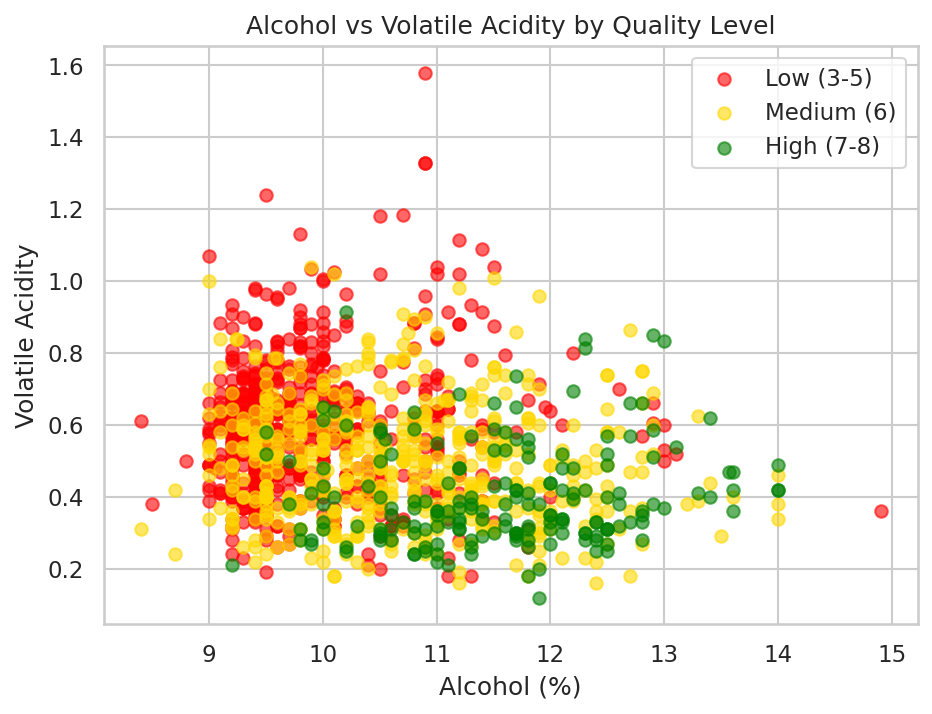 Alcohol vs Volatile Acidity by Quality Level
Low (3-5)
Medium (6)
High (7-8)
Volatile Acidity
1.6
1.4
1.2
1.0
0.8
0.6
0.4
0.2
9 10 11 12 13 14 15
Alcohol (%)